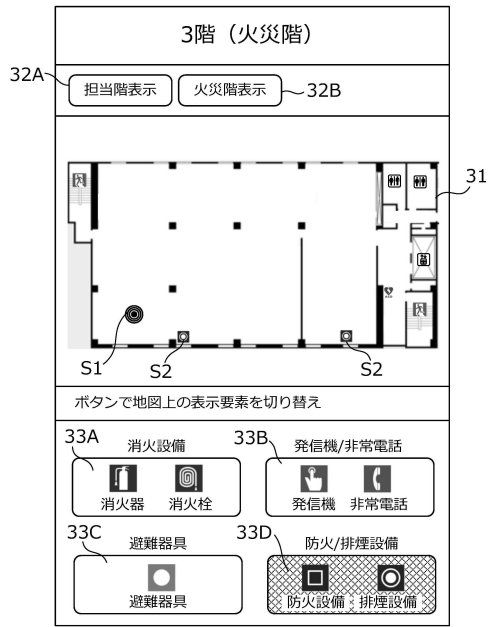 3階（火災階）
32A
担当階表示
火災階表示
32B
31
S1
S2
S2
ボタンで地図上の表示要素を切り替え
33A
消火設備
消火器
消火栓
33B
発信機/非常電話
発信機
非常電話
33C
避難器具
避難器具
33D
防火/排煙設備
防火設備
排煙設備